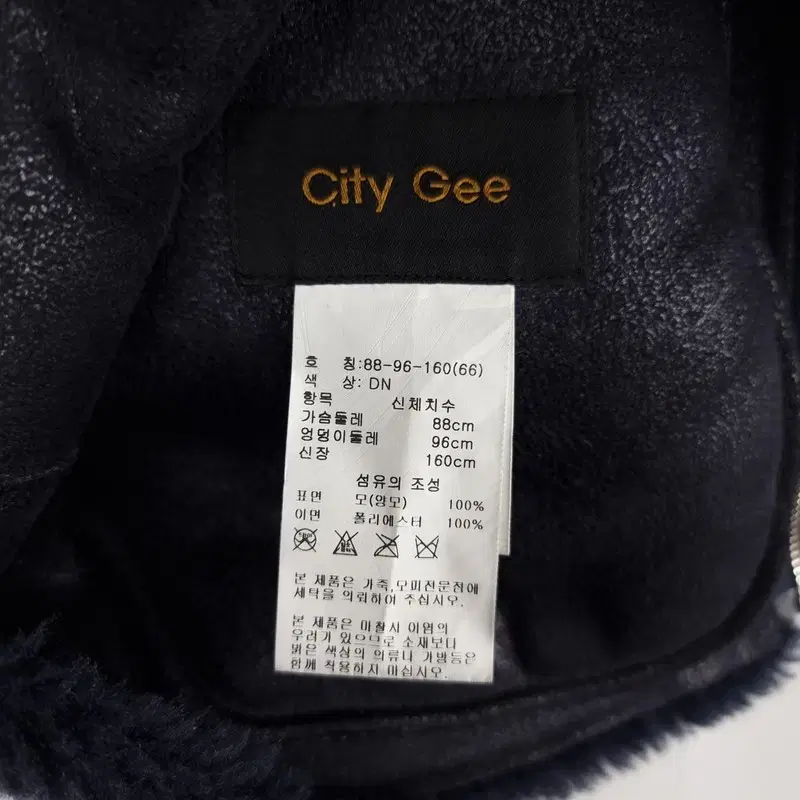 City Gee
호 칭:88-96-160(66)
색 상: DN
항목 신체치수
가슴둘레 88cm
엉덩이둘레 96cm
신장 160cm
섬유의 조성
표면 모(양모) 100%
이면 폴리에스터 100%
본 제품은 가죽,모피전문점에
세탁을 의뢰하여 주십시오.
본 제품은 마찰시 이염의
우려가 있으므로 소재보다
밝은 색상의 의류나 가방등은
함께 착용하지 마십시오.